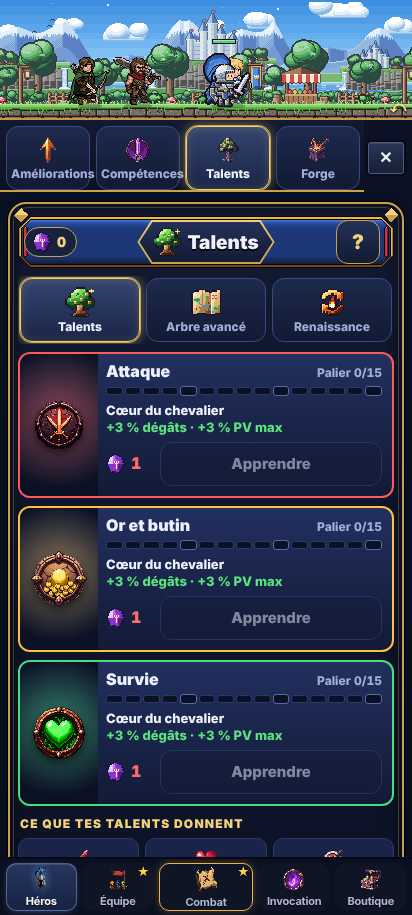 Améliorations
Compétences
Talents
Forge
×
0
Talents
?
Talents
Arbre avancé
Renaissance
Attaque
Palier 0/15
Cœur du chevalier
+3 % dégâts · +3 % PV max
1
Apprendre
Or et butin
Palier 0/15
Cœur du chevalier
+3 % dégâts · +3 % PV max
1
Apprendre
Survie
Palier 0/15
Cœur du chevalier
+3 % dégâts · +3 % PV max
1
Apprendre
CE QUE TES TALENTS DONNENT
Héros
Équipe
Combat
Invocation
Boutique